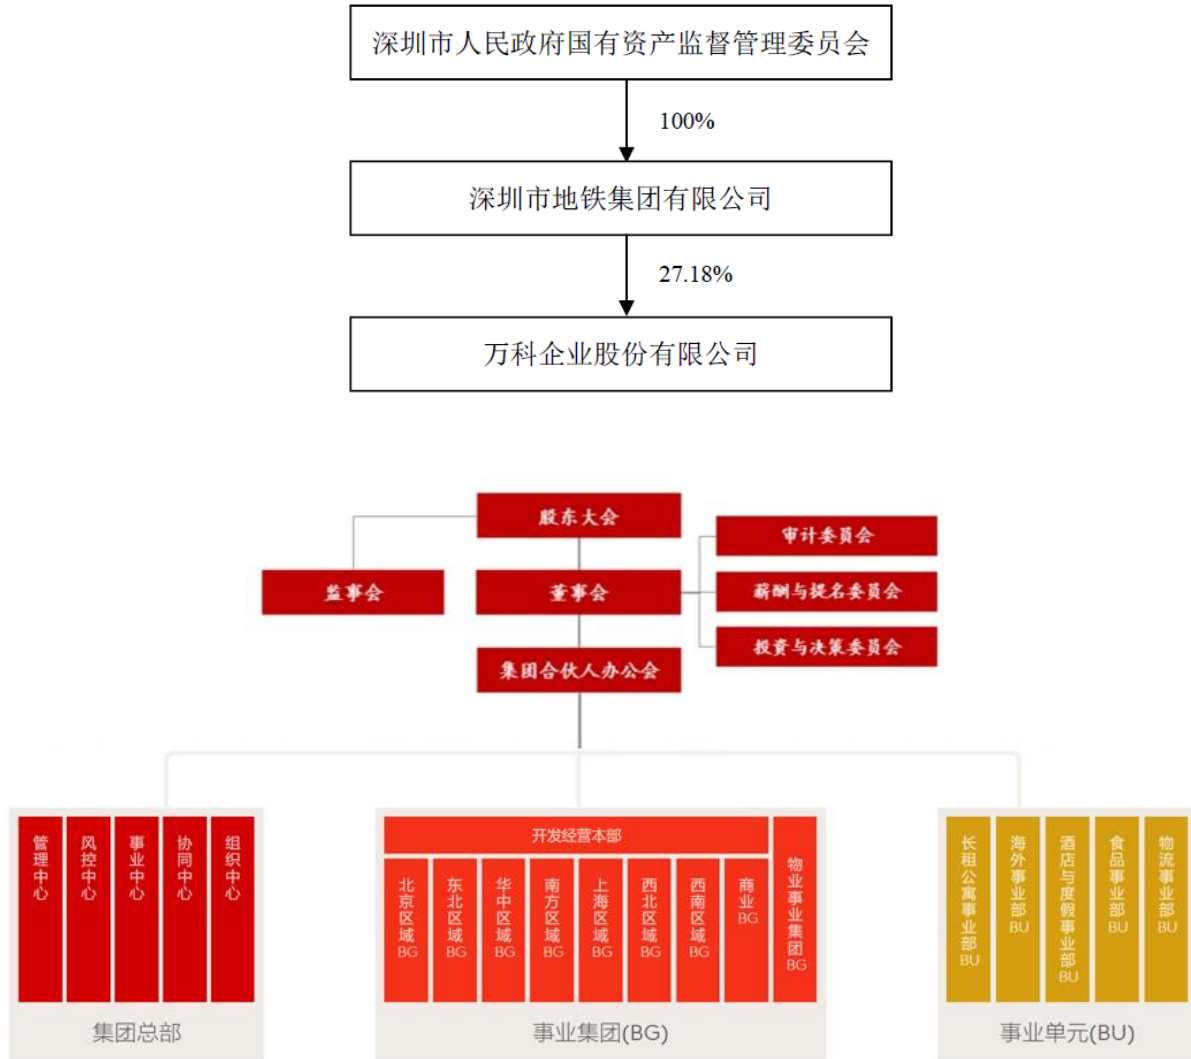 深圳市人民政府国有资产监督管理委员会
100%
深圳市地铁集团有限公司
27.18%
万科企业股份有限公司
股东大会
审计委员会
监事会
董事会
薪酬与提名委员会
投资与决策委员会
集团合伙人办公会
管理中心
风控中心
事业中心
协同中心
组织中心
集团总部
开发经营本部
北京区域BG
东北区域BG
华中区域BG
南方区域BG
上海区域BG
西北区域BG
西南区域BG
商业BG
物业事业集团BG
事业集团(BG)
长租公寓事业部BU
海外事业部BU
酒店与度假事业部BU
食品事业部BU
物流事业部BU
事业单元(BU)